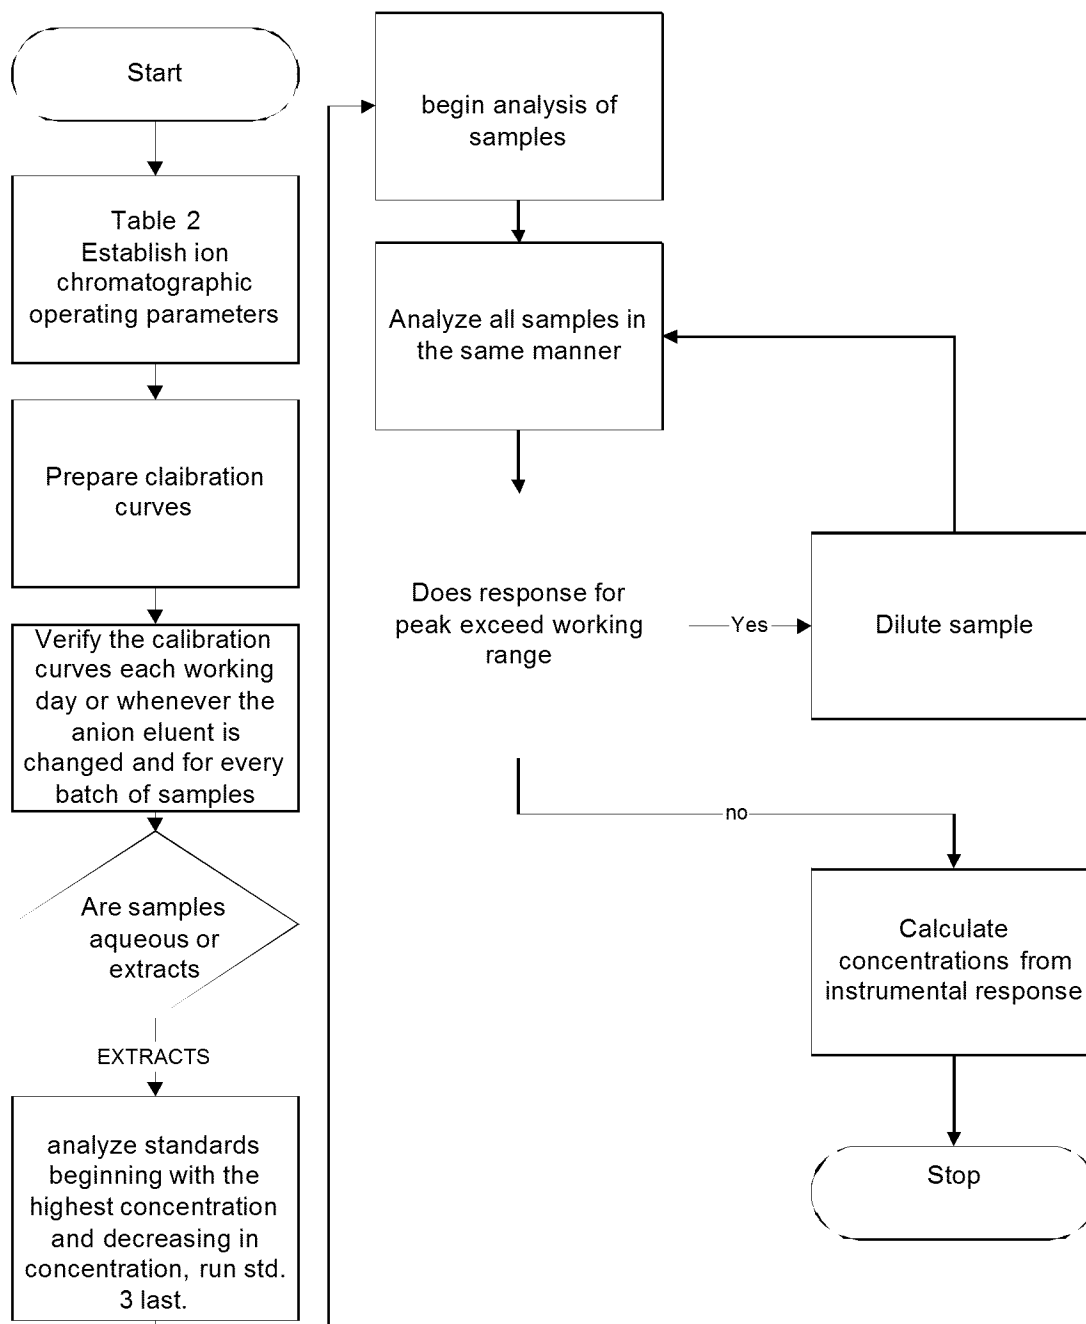 Start
Table 2
Establish ion
chromatographic
operating parameters
Prepare claibration
curves
Verify the calibration
curves each working
day or whenever the
anion eluent is
changed and for every
batch of samples
Are samples
aqueous or
extracts
EXTRACTS
analyze standards
beginning with the
highest concentration
and decreasing in
concentration, run std.
3 last.
begin analysis of
samples
Analyze all samples in
the same manner
Does response for
peak exceed working
range
Yes
Dilute sample
no
Calculate
concentrations from
instrumental response
Stop